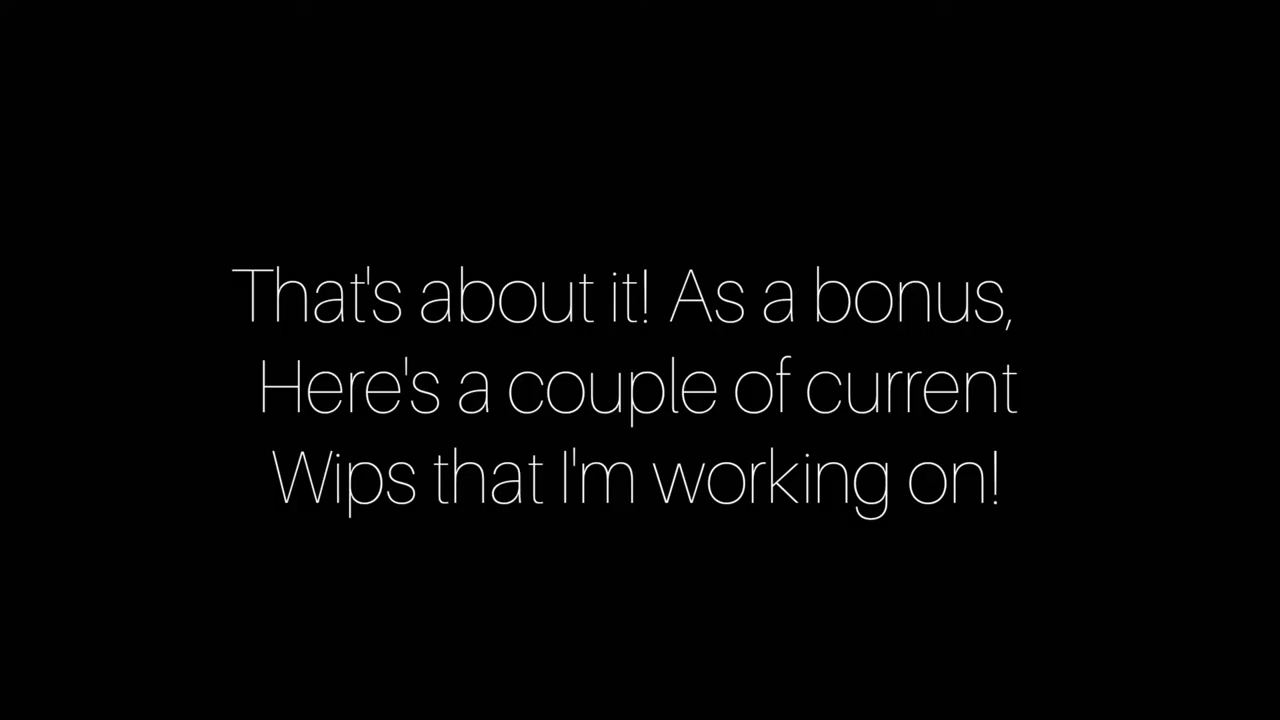 That's about it! As a bonus,
Here's a couple of current
Wips that I'm working on!